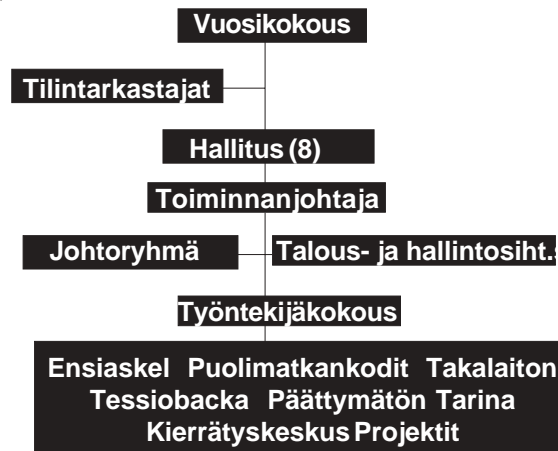 Vuosikokous
Tilintarkastajat
Hallitus (8)
Toiminnanjohtaja
Johtoryhmä
Talous- ja hallintosiht.
Työntekijäkokous
Ensiaskel Puolimatkankodit Takalaiton
Tessiobacka Päättymätön Tarina
Kierrätyskeskus Projektit